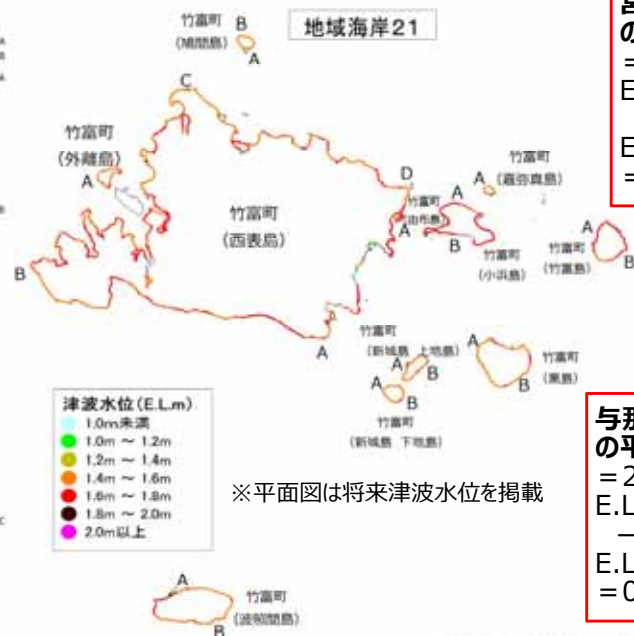 竹富町 B
(鳩間島)
A
地域海岸21
C
竹富町
(外離島)
A
D
竹富町
(西表島)
竹富町
(由布島)
A
A
B
A
竹富町
(嘉弥真島)
竹富町
(小浜島)
A
竹富町
(竹富島)
B
B
A
竹富町
(新城島 上地島)
A
B
A
B
竹富町
(新城島 下地島)
A
B
竹富町
(黒島)
津波水位(E.L.m)
1.0m未満
1.0m ～ 1.2m
1.2m ～ 1.4m
1.4m ～ 1.6m
1.6m ～ 1.8m
1.8m ～ 2.0m
2.0m以上
※平面図は将来津波水位を掲載
A
竹富町
(波照間島)
B
の
＝
E
E
＝
与那
の平
＝2
E.L
－
E.L
＝0